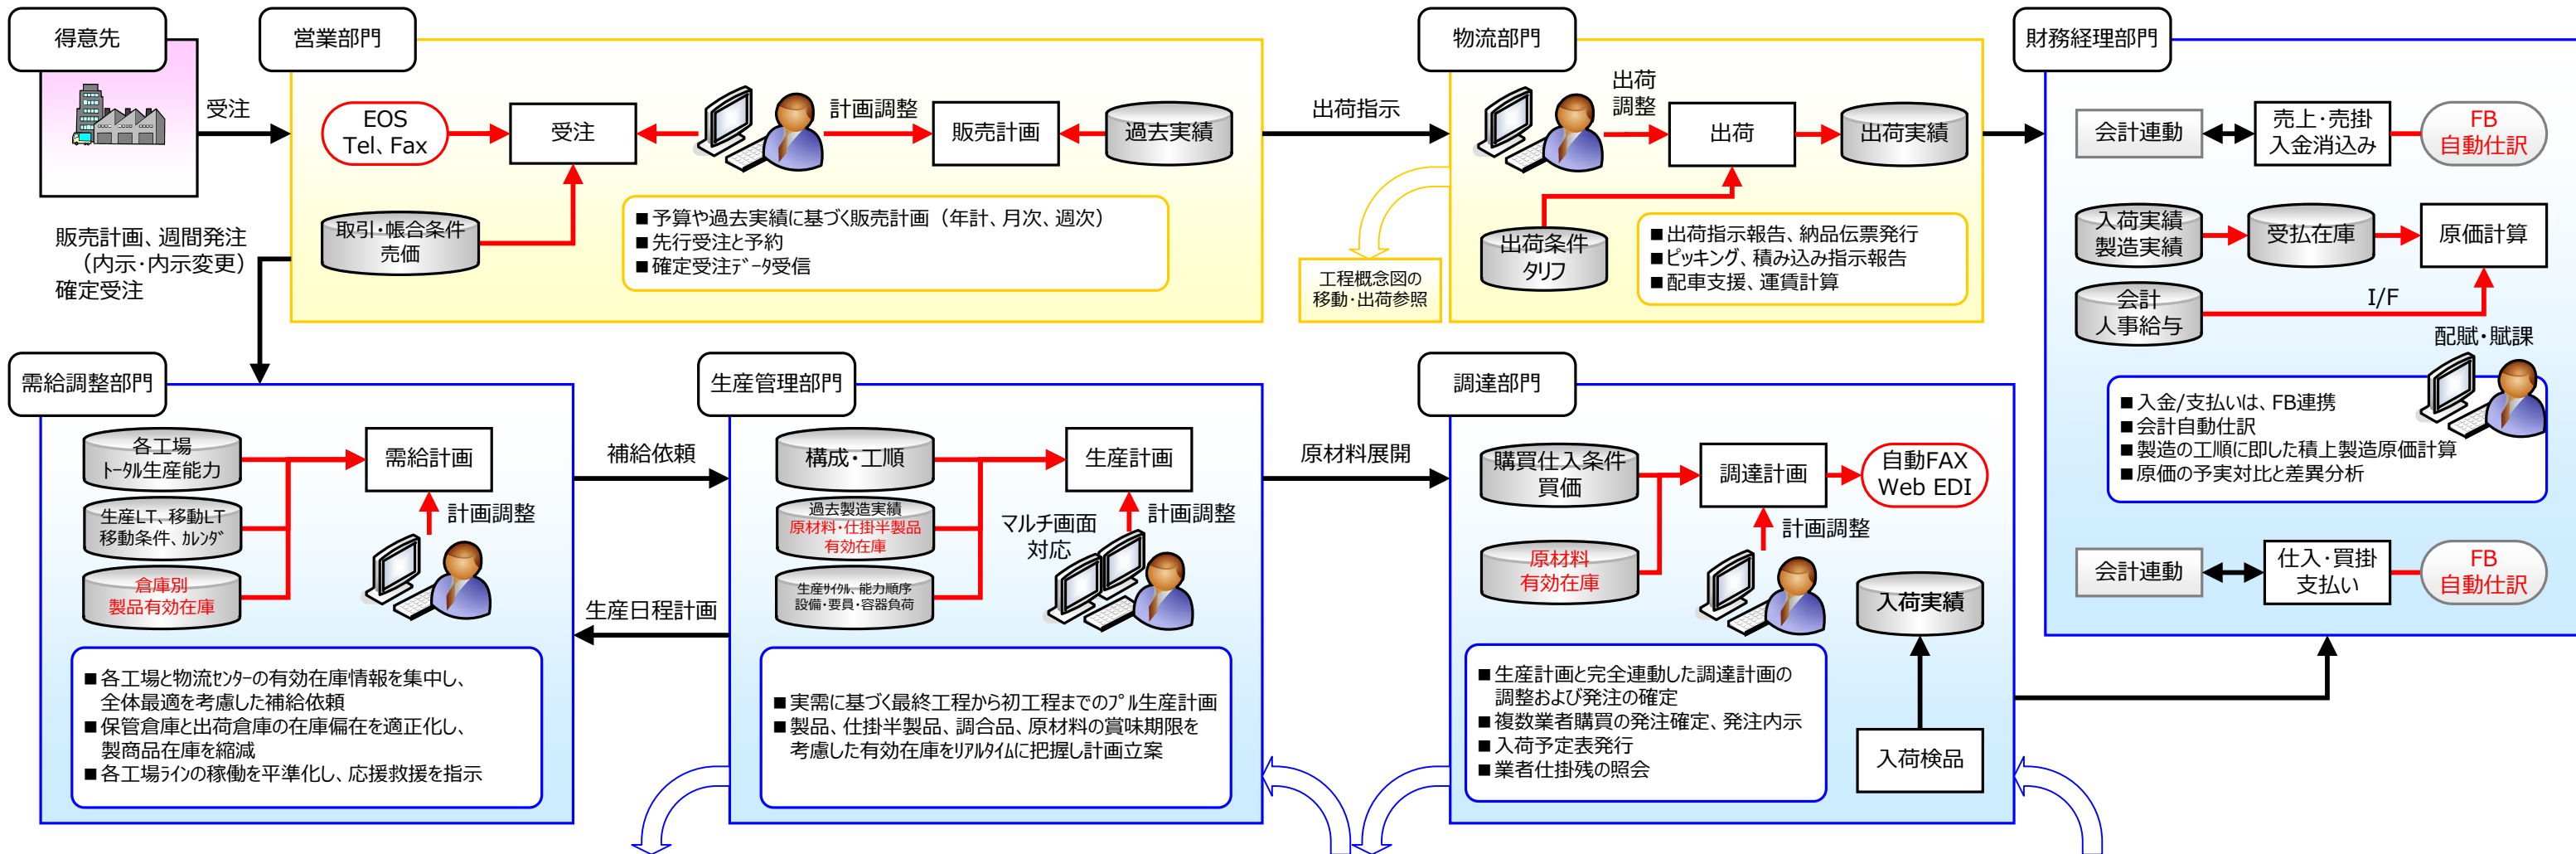 得意先
受注
販売計画、週間発注
（内示・内示変更）
確定受注
営業部門
EOS
Tel、Fax
受注
計画調整
販売計画
過去実績
取引・帳合条件
売価
■予算や過去実績に基づく販売計画（年計、月次、週次）
■先行受注と予約
■確定受注ﾃﾞｰﾀ受信
出荷指示
工程概念図の
移動・出荷参照
物流部門
出荷
調整
出荷
出荷実績
出荷条件
タリフ
■出荷指示報告、納品伝票発行
■ピッキング、積み込み指示報告
■配車支援、運賃計算
財務経理部門
会計連動
売上・売掛
入金消込み
FB
自動仕訳
入荷実績
製造実績
受払在庫
原価計算
会計
人事給与
I/F
配賦・賦課
■入金/支払いは、FB連携
■会計自動仕訳
■製造の工順に即した積上製造原価計算
■原価の予実対比と差異分析
会計連動
仕入・買掛
支払い
FB
自動仕訳
需給調整部門
各工場
ﾄｰﾀﾙ生産能力
生産LT、移動LT
移動条件、ｶﾚﾝﾀﾞ
倉庫別
製品有効在庫
需給計画
計画調整
■各工場と物流ｾﾝﾀｰの有効在庫情報を集中し、
全体最適を考慮した補給依頼
■保管倉庫と出荷倉庫の在庫偏在を適正化し、
製商品在庫を縮減
■各工場ﾗｲﾝの稼働を平準化し、応援救援を指示
補給依頼
生産日程計画
生産管理部門
構成・工順
過去製造実績
原材料・仕掛半製品
有効在庫
生産ｻｲｸﾙ、能力順序
設備・要員・容器負荷
生産計画
マルチ画面
対応
計画調整
■実需に基づく最終工程から初工程までのﾌﾟﾙ生産計画
■製品、仕掛半製品、調合品、原材料の賞味期限を
考慮した有効在庫をﾘｱﾙﾀｲﾑに把握し計画立案
原材料展開
調達部門
購買仕入条件
買価
原材料
有効在庫
調達計画
自動FAX
Web EDI
計画調整
入荷実績
入荷検品
■生産計画と完全連動した調達計画の
調整および発注の確定
■複数業者購買の発注確定、発注内示
■入荷予定表発行
■業者仕掛残の照会